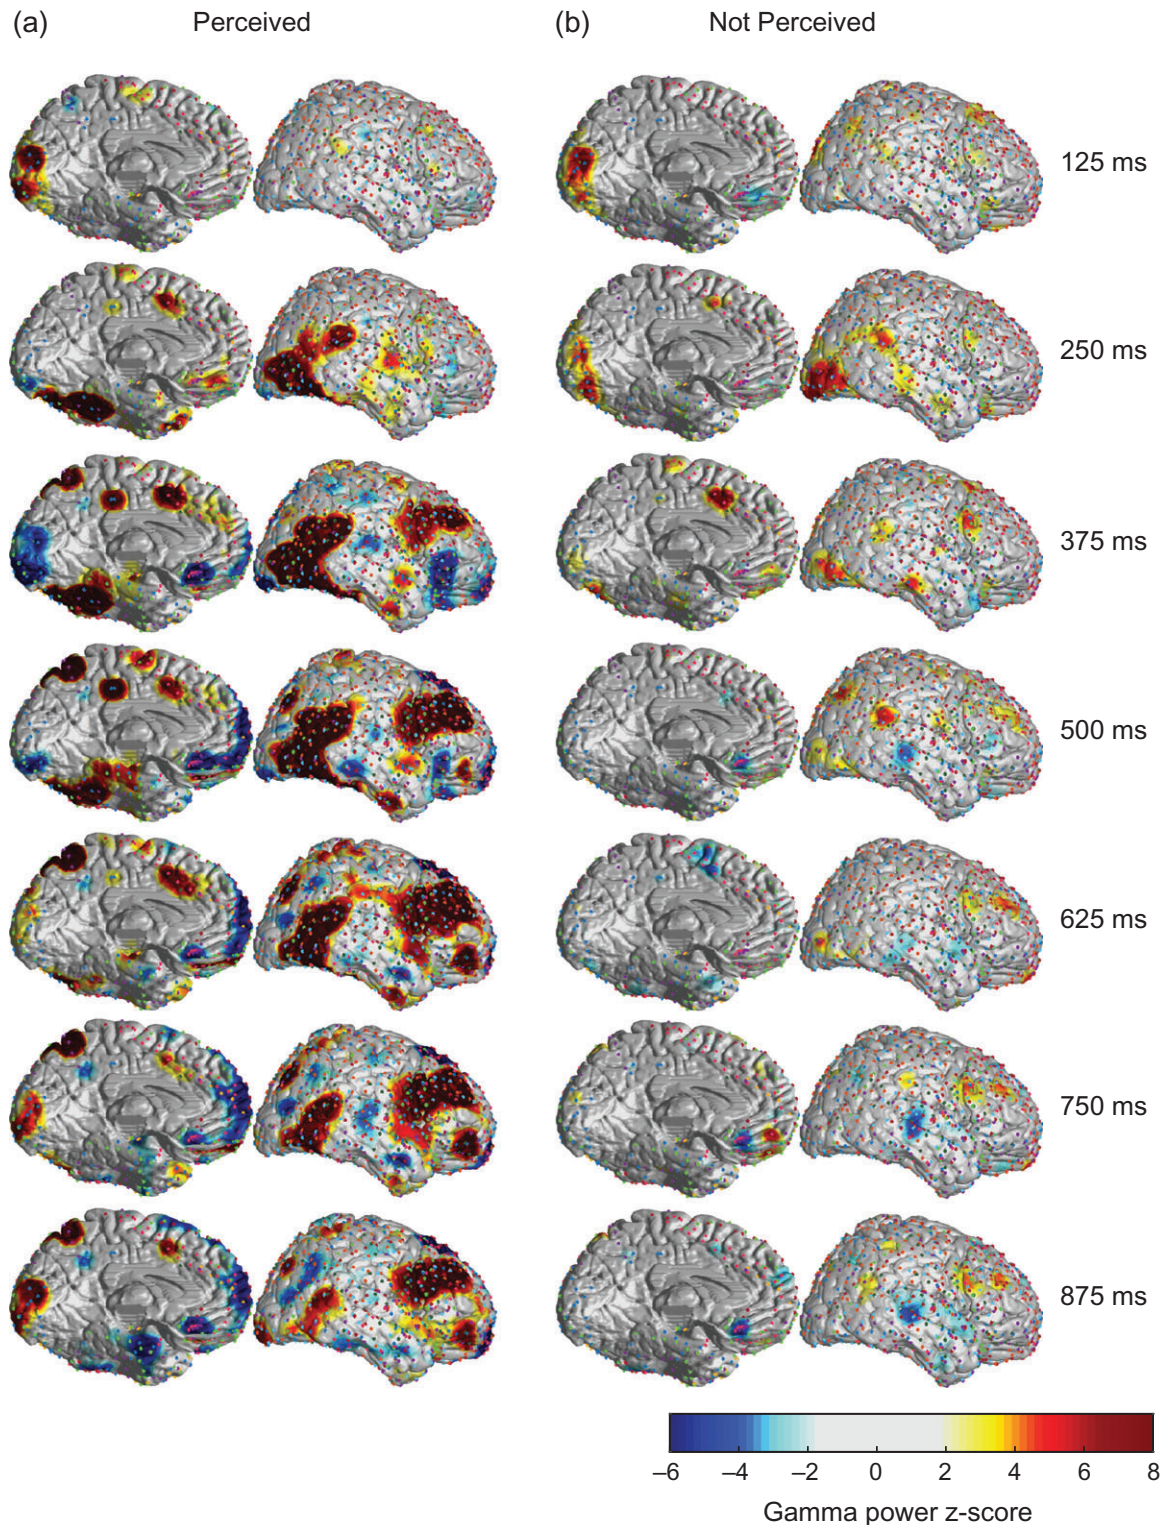 (a) Perceived
(b) Not Perceived
125 ms
250 ms
375 ms
500 ms
625 ms
750 ms
875 ms
–6 –4 –2 0 2 4 6 8
Gamma power z-score